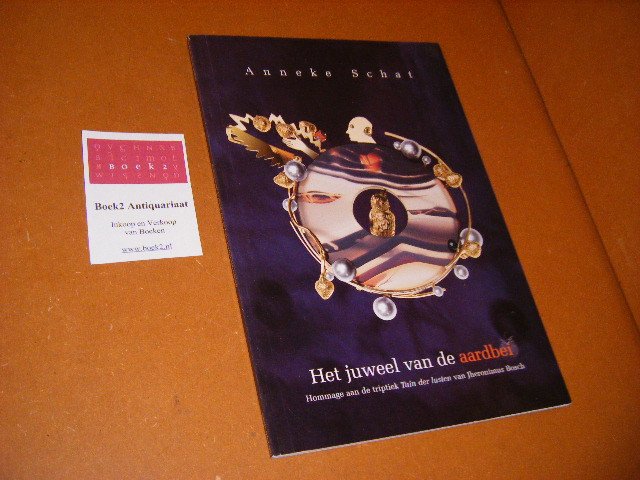 Anneke Schat
Het juweel van de aardbei
Hommage aan de triptiek Tuin der lusten van Jheronimus Bosch
BOEK2
Boek2 Antiquariaat
Inkoop en Verkoop
van Boeken
www.boek2.nl